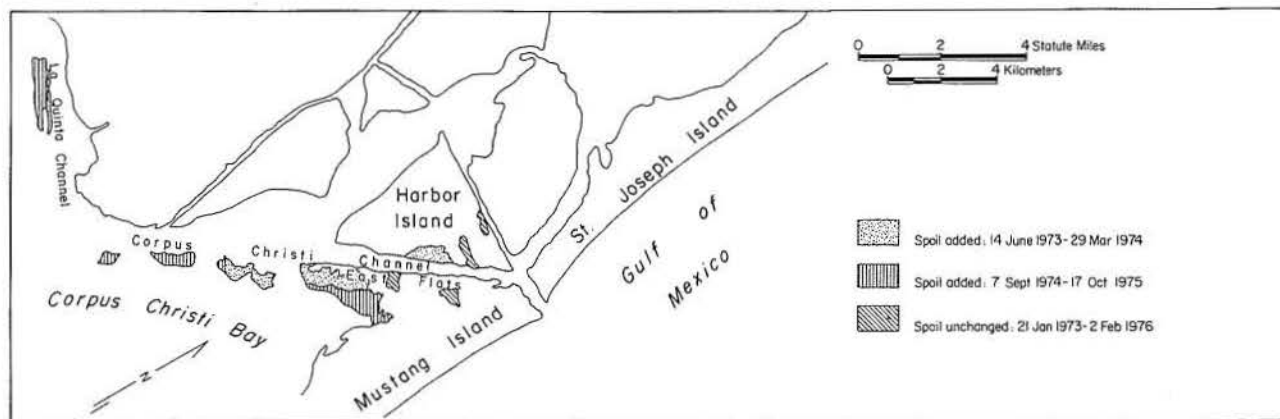 0 2 4 Statute Miles
0 2 4 Kilometers
La Quinta Channel
Harbor
Island
St. Joseph Island
Gulf of
Mexico
Corpus Christi Channel
East Flats
Corpus Christi Bay
Mustang Island
N
Spoil added: 14 June 1973-29 Mar 1974
Spoil added: 7 Sept 1974-17 Oct 1975
Spoil unchanged: 21 Jan 1973-2 Feb 1976